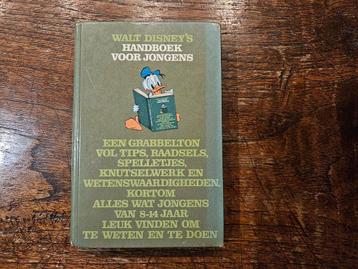 WALT DISNEY'S
HANDBOEK
VOOR JONGENS
EEN GRABBELTON
VOL TIPS, RAADSELS,
SPELLETJES,
KNUTSELWERK EN
WETENSWAARDIGHEDEN.
KORTOM
ALLES WAT JONGENS
VAN 8-14 JAAR
LEUK VINDEN OM
TE WETEN EN TE DOEN